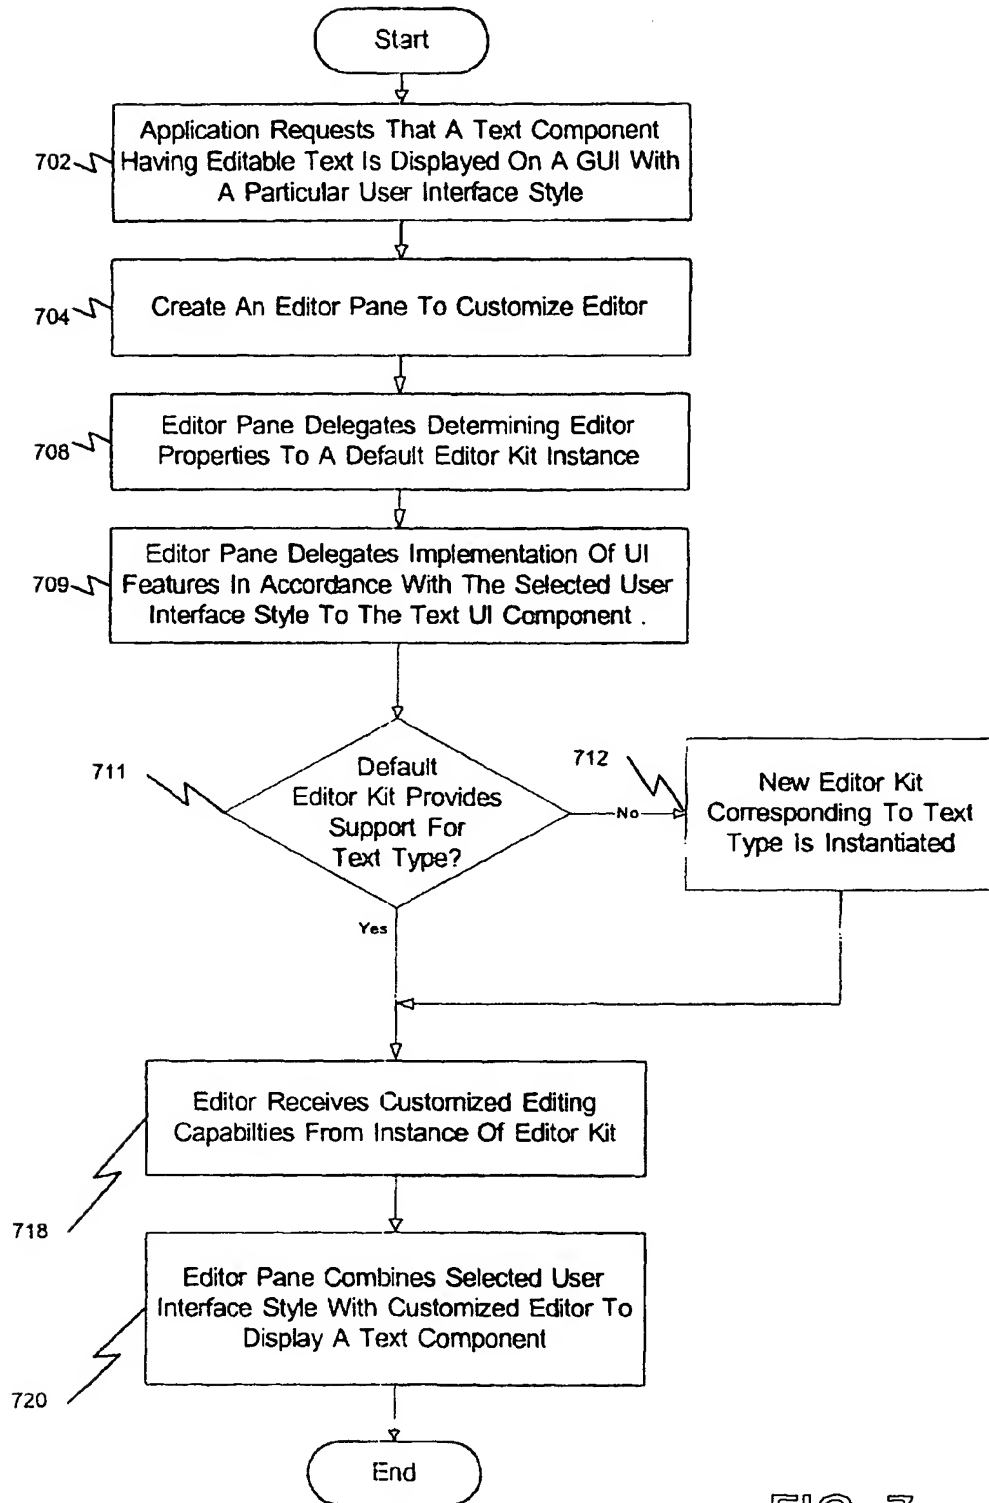 Start
Application Requests That A Text Component
Having Editable Text Is Displayed On A GUI With
A Particular User Interface Style
702
Create An Editor Pane To Customize Editor
704
Editor Pane Delegates Determining Editor
Properties To A Default Editor Kit Instance
708
Editor Pane Delegates Implementation Of UI
Features In Accordance With The Selected User
Interface Style To The Text UI Component .
709
Default
Editor Kit Provides
Support For
Text Type?
711
No
712
New Editor Kit
Corresponding To Text
Type Is Instantiated
Yes
Editor Receives Customized Editing
Capabilties From Instance Of Editor Kit
718
Editor Pane Combines Selected User
Interface Style With Customized Editor To
Display A Text Component
720
End
FIG. 7